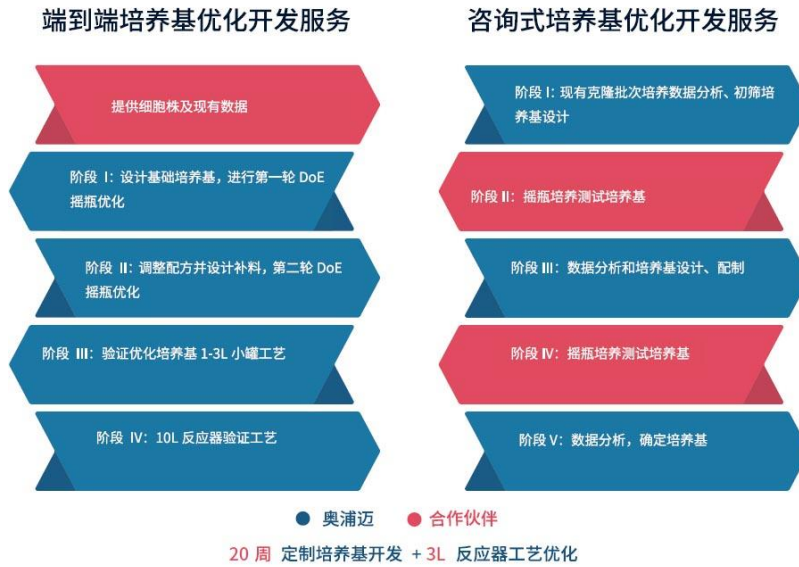 端到端培养基优化开发服务
提供细胞株及现有数据
阶段 I：设计基础培养基，进行第一轮 DoE
摇瓶优化
阶段 II：调整配方并设计补料，第二轮 DoE
摇瓶优化
阶段 III：验证优化培养基 1-3L 小罐工艺
阶段 IV：10L 反应器验证工艺
咨询式培养基优化开发服务
阶段 I：现有克隆批次培养数据分析、初筛培
养基设计
阶段 II：摇瓶培养测试培养基
阶段 III：数据分析和培养基设计、配制
阶段 IV：摇瓶培养测试培养基
阶段 V：数据分析，确定培养基
奥浦迈 合作伙伴
20 周 定制培养基开发 + 3L 反应器工艺优化